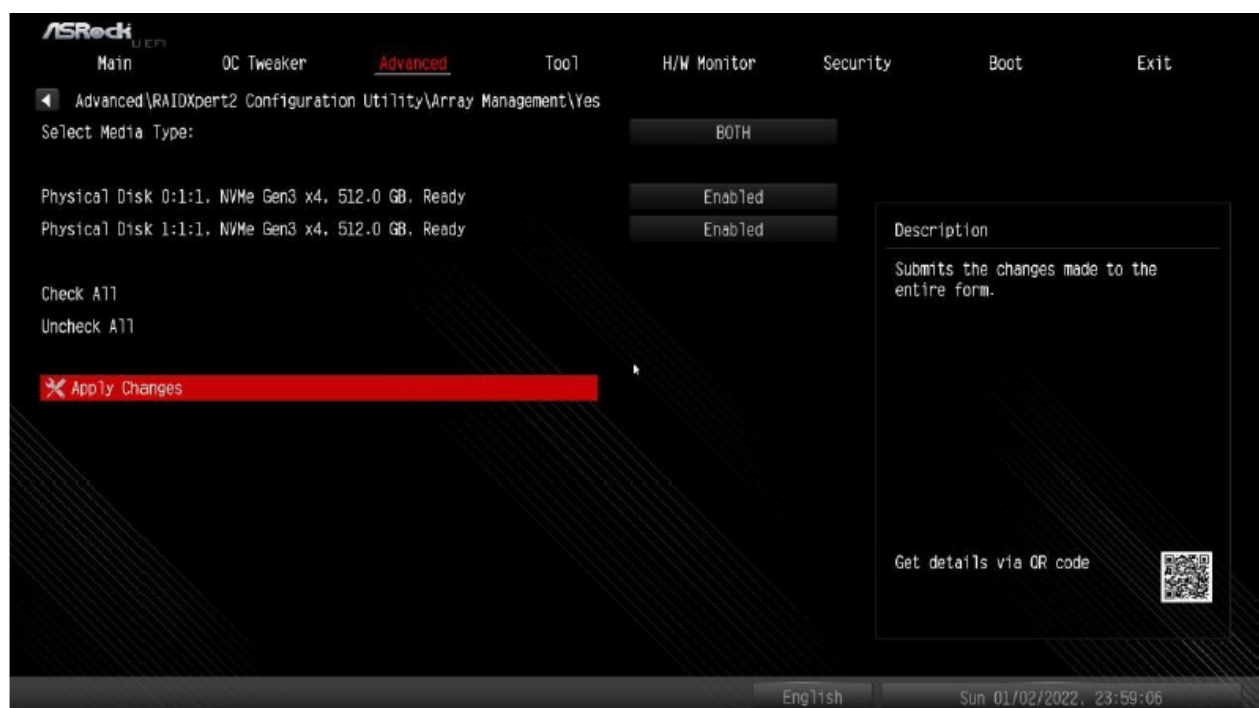 ASRock
UEFI
Main OC Tweaker Advanced Tool H/W Monitor Security Boot Exit
Advanced\RAIDXpert2 Configuration Utility\Array Management\Yes
Select Media Type: BOTH
Physical Disk 0:1:1, NVMe Gen3 x4, 512.0 GB, Ready Enabled
Physical Disk 1:1:1, NVMe Gen3 x4, 512.0 GB, Ready Enabled
Check All
Uncheck All
Apply Changes
Description
Submits the changes made to the
entire form.
Get details via QR code
English Sun 01/02/2022, 23:59:06